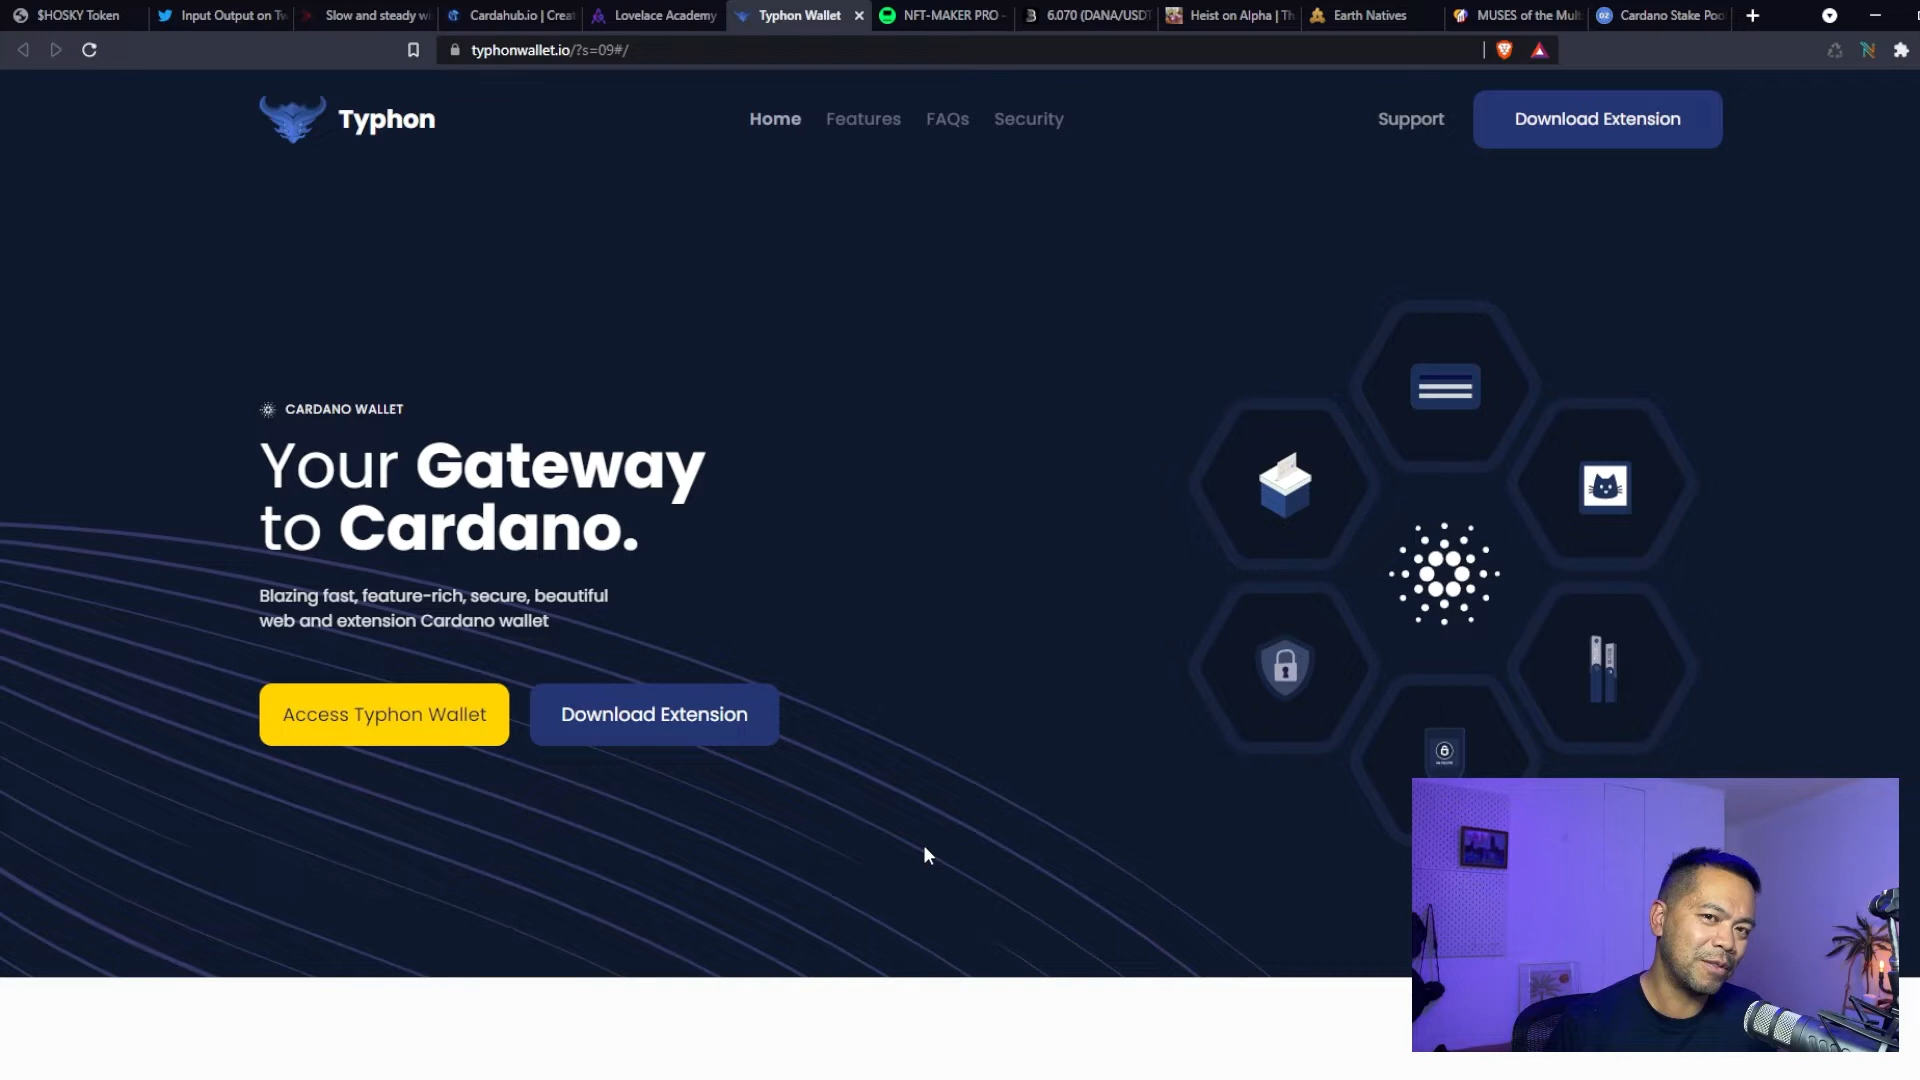 $HOSKY Token
Input Output on Tw
Slow and steady wi
Cardahub.io | Creat
Lovelace Academy
Typhon Wallet
NFT-MAKER PRO -
6.070 (DANA/USDT
Heist on Alpha | Th
Earth Natives
MUSES of the Mult
Cardano Stake Poo
typhonwallet.io/?s=09#/
Typhon
Home
Features
FAQs
Security
Support
Download Extension
CARDANO WALLET
Your Gateway
to Cardano.
Blazing fast, feature-rich, secure, beautiful
web and extension Cardano wallet
Access Typhon Wallet
Download Extension